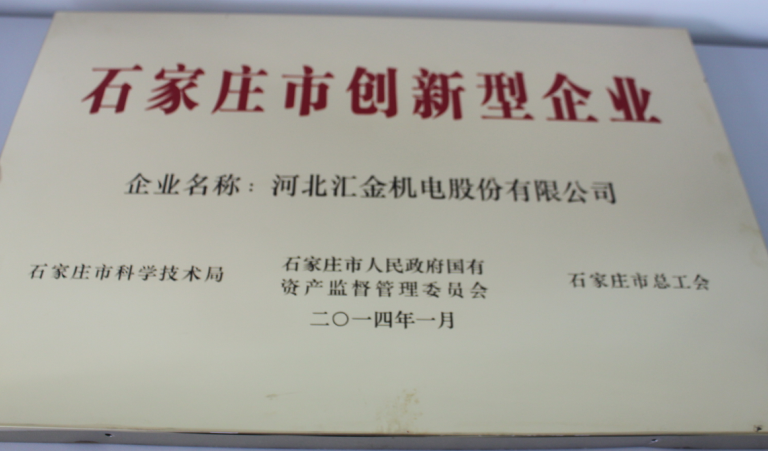 石家庄市创新型企业
企业名称：河北汇金机电股份有限公司
石家庄市科学技术局
石家庄市人民政府国有
资产监督管理委员会
石家庄市总工会
二〇一四年一月